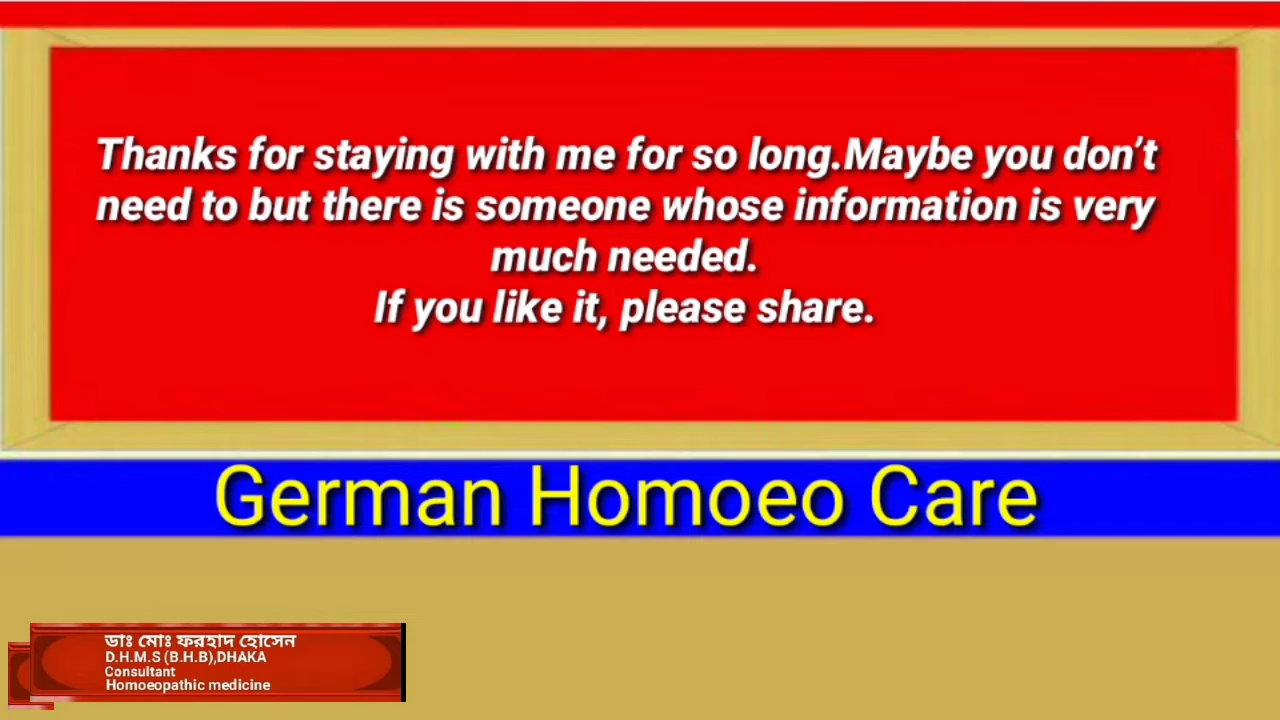 Thanks for staying with me for so long.Maybe you don’t
need to but there is someone whose information is very
much needed.
If you like it, please share.
German Homoeo Care
ডাঃ মোঃ ফরহাদ হোসেন
D.H.M.S (B.H.B),DHAKA
Consultant
Homoeopathic medicine